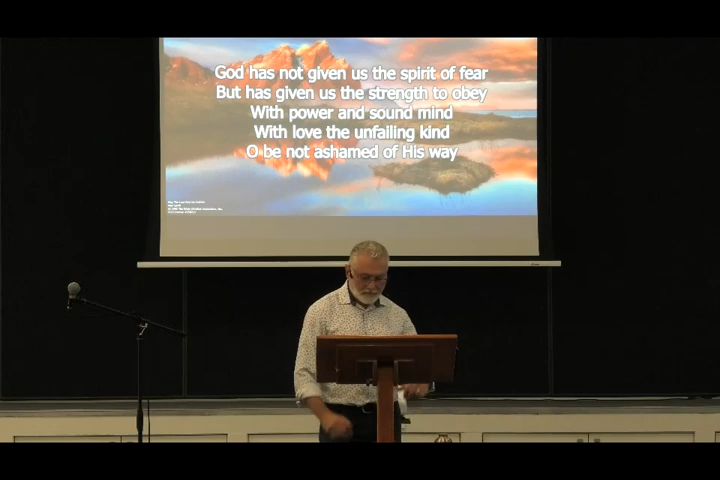 God has not given us the spirit of fear
But has given us the strength to obey
With power and sound mind
With love the unfailing kind
O be not ashamed of His way